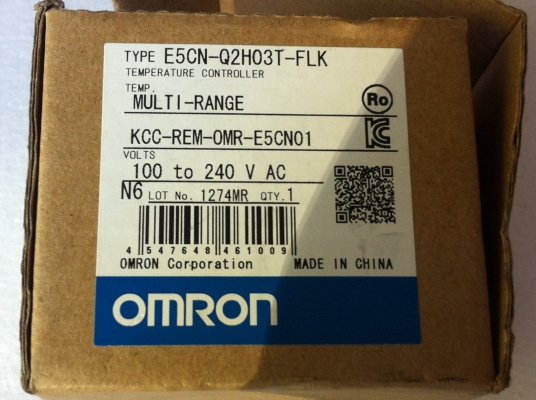 TYPE E5CN-Q2H03T-FLK
TEMPERATURE CONTROLLER
TEMP.
MULTI-RANGE
Ro
KCC-REM-OMR-E5CN01
VOLTS
100 to 240 V AC
N6 LOT No. 1274MR QTY. 1
4 547648 461009
OMRON Corporation MADE IN CHINA
OMRON